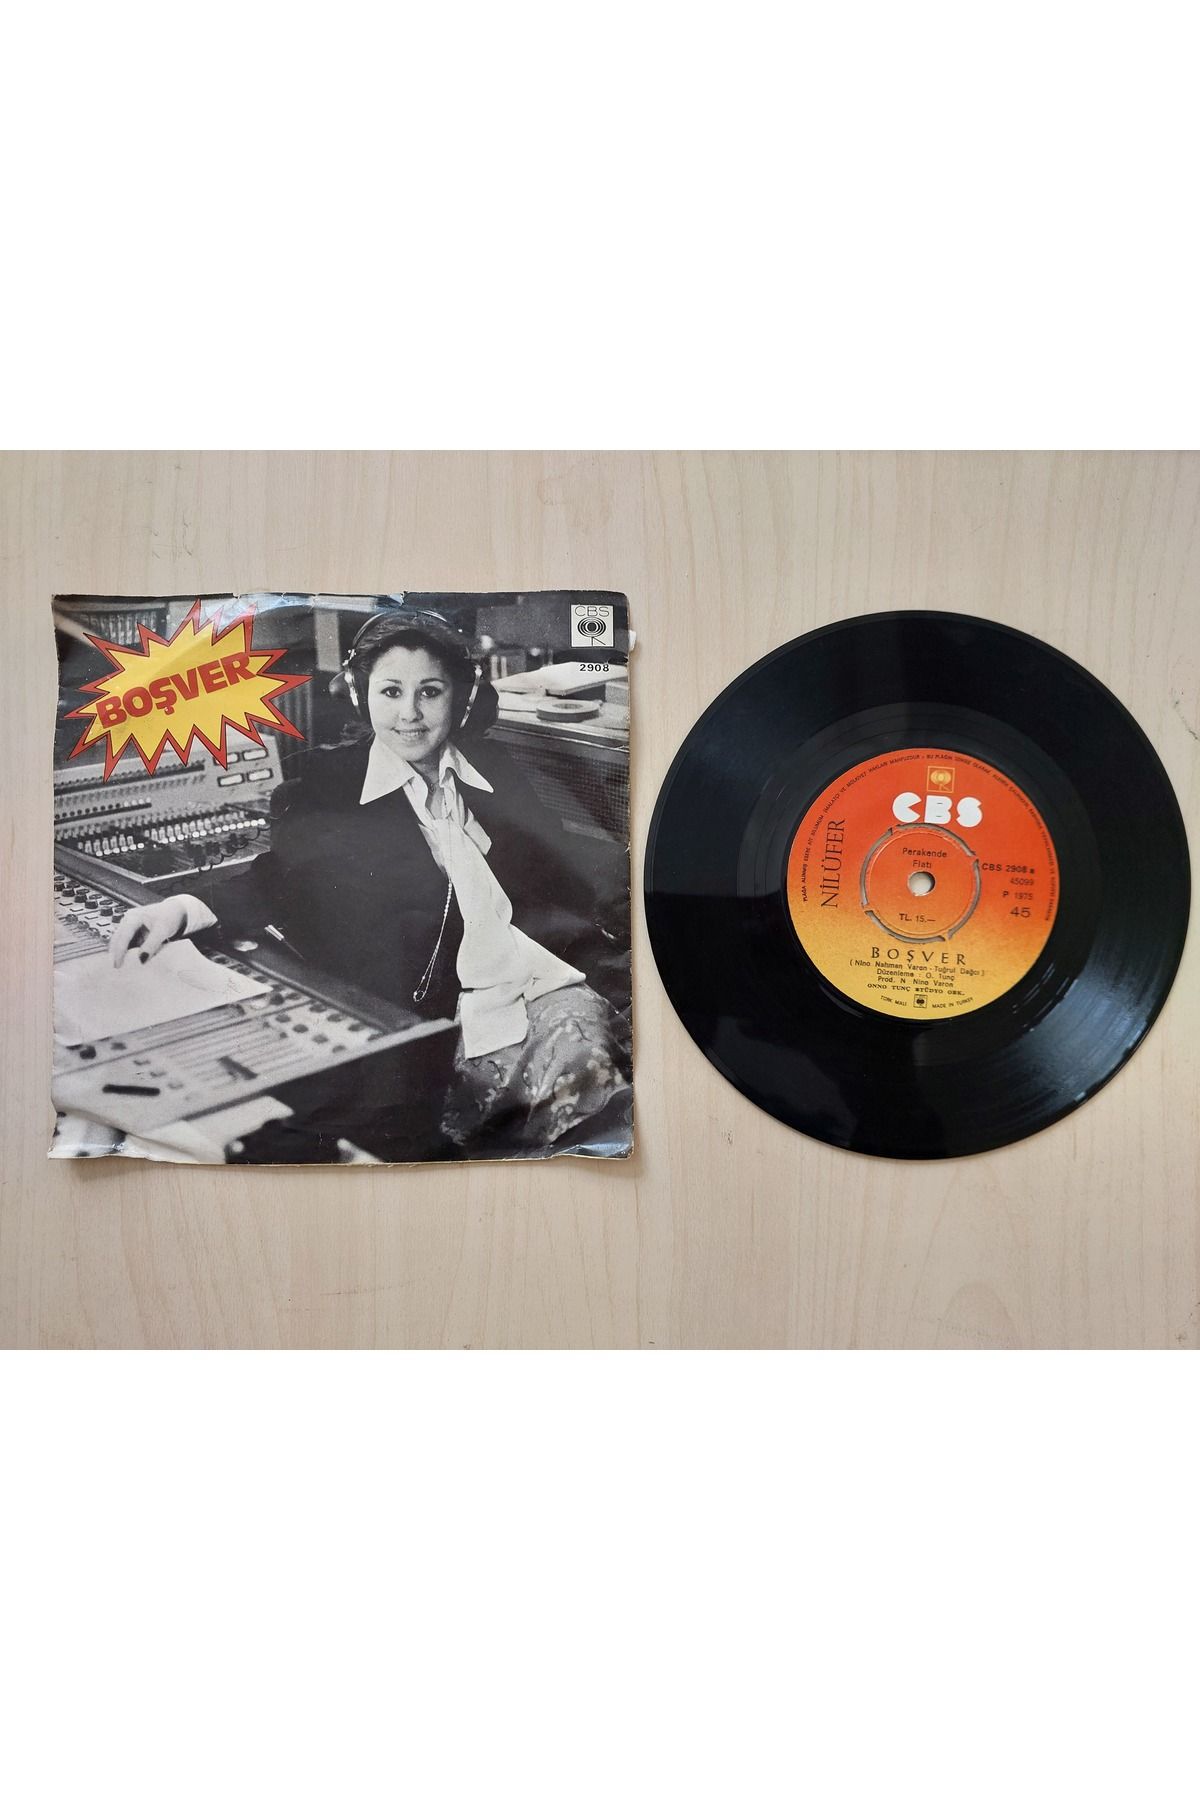 BOŞVER
CBS
2908
CBS
NİLÜFER
Perakende
Fiatı
TL. 15.—
CBS 2908 a
45099
P 1975
45
BOŞVER
( Nino Nahman Varon - Tuğrul Dağcı )
Düzenleme : O. Tunç
Prod. N Nino Varon
ONNO TUNÇ STÜDYO ORK.
TÜRK MALI MADE IN TURKEY